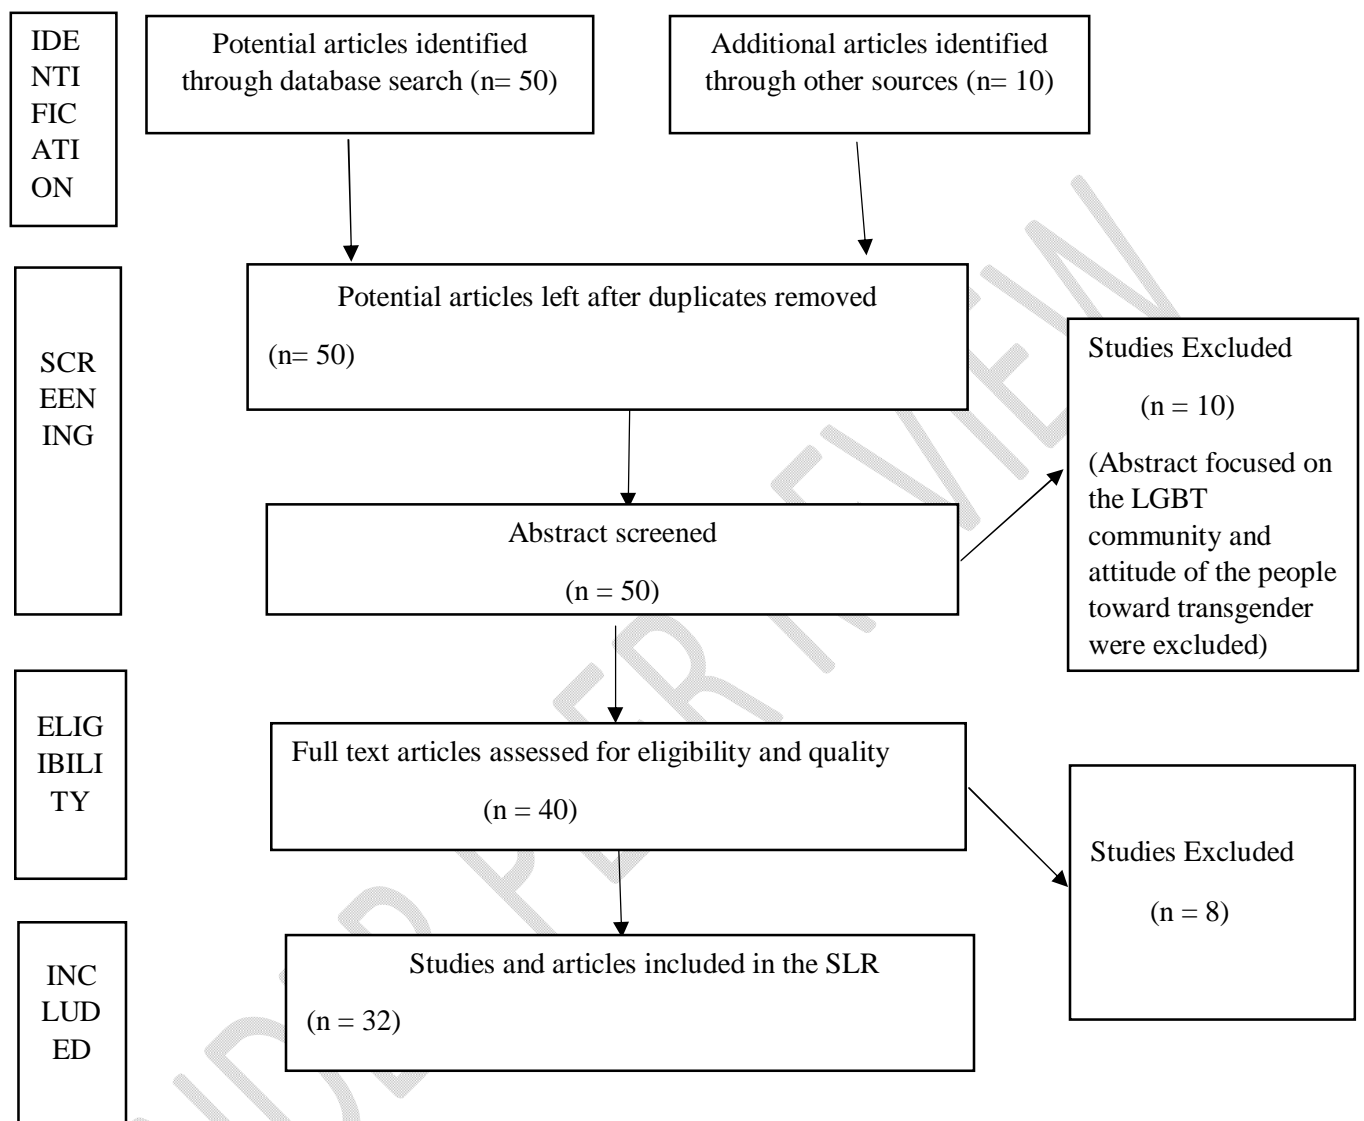 IDE
NTI
FIC
ATI
ON
Potential articles identified
through database search (n= 50)
Additional articles identified
through other sources (n= 10)
SCR
EEN
ING
Potential articles left after duplicates removed
(n= 50)
Abstract screened
(n = 50)
Studies Excluded
(n = 10)
(Abstract focused on
the LGBT
community and
attitude of the people
toward transgender
were excluded)
ELIG
IBILI
TY
Full text articles assessed for eligibility and quality
(n = 40)
Studies Excluded
(n = 8)
INC
LUD
ED
Studies and articles included in the SLR
(n = 32)
UNDER PEER REVIEW